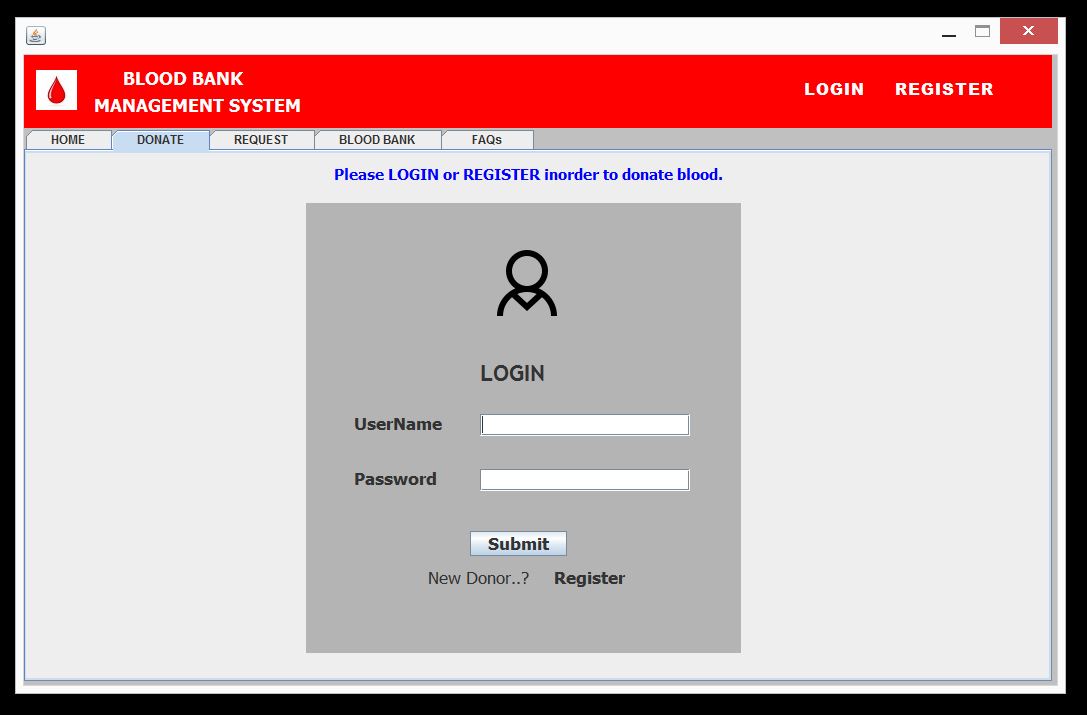 BLOOD BANK
MANAGEMENT SYSTEM
LOGIN REGISTER
HOME DONATE REQUEST BLOOD BANK FAQs
Please LOGIN or REGISTER inorder to donate blood.
LOGIN
UserName
Password
Submit
New Donor..? Register